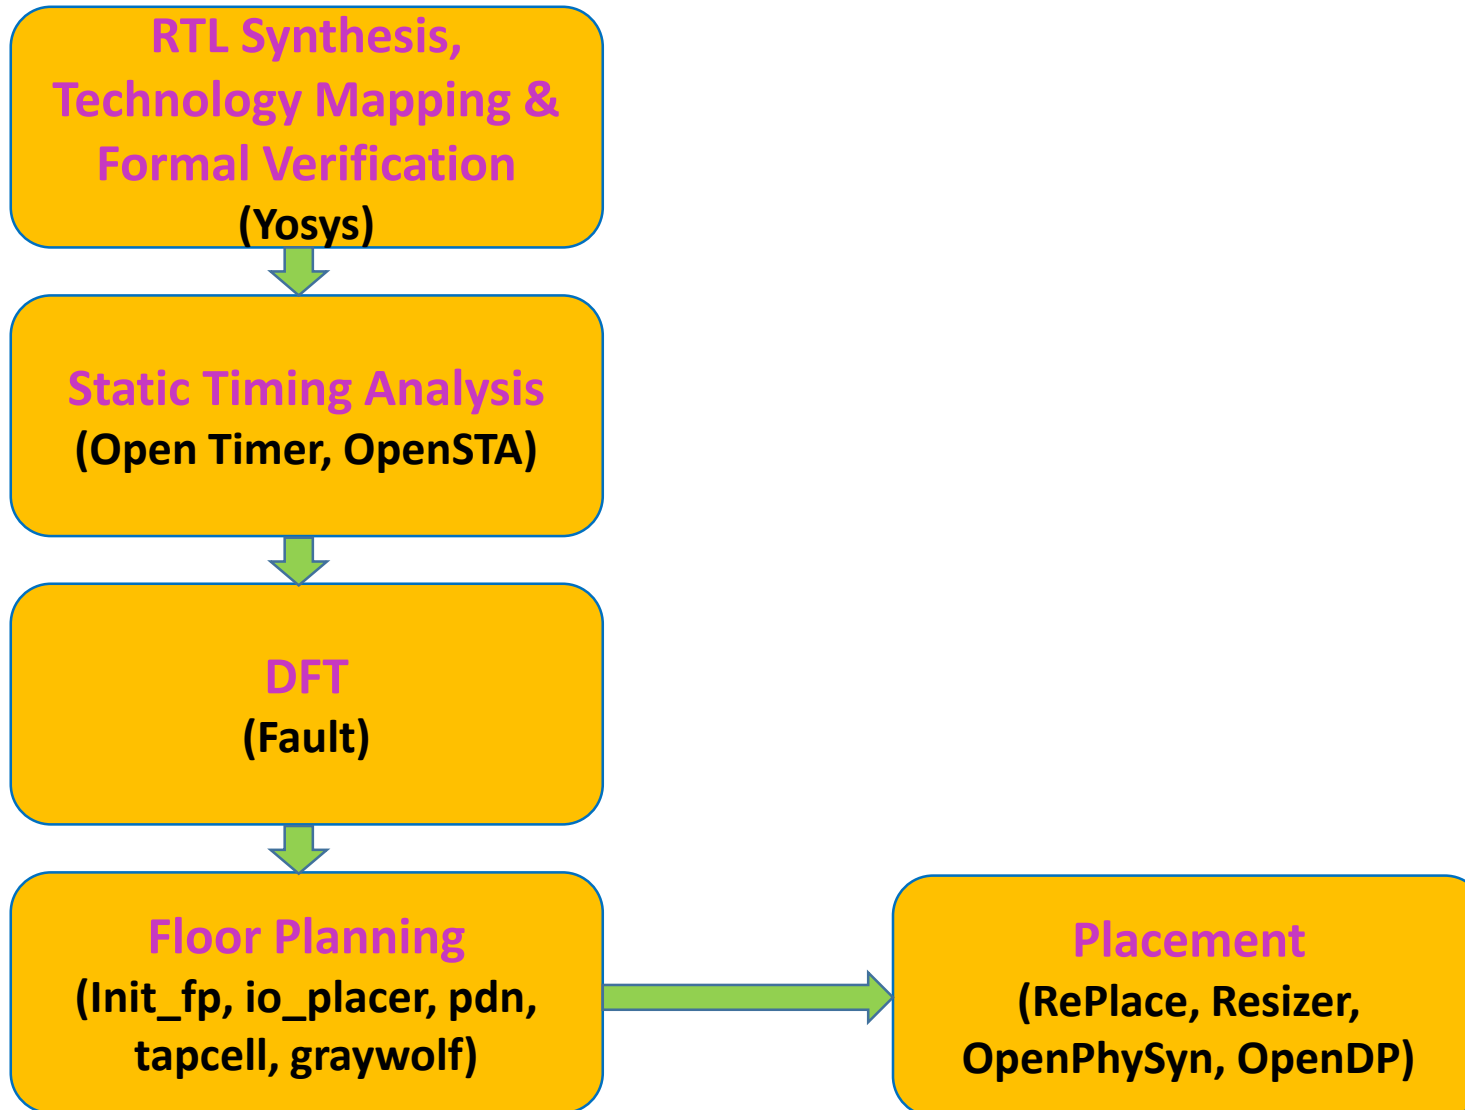 RTL Synthesis,
Technology Mapping &
Formal Verification
(Yosys)
Static Timing Analysis
(Open Timer, OpenSTA)
DFT
(Fault)
Floor Planning
(Init_fp, io_placer, pdn,
tapcell, graywolf)
Placement
(RePlace, Resizer,
OpenPhySyn, OpenDP)